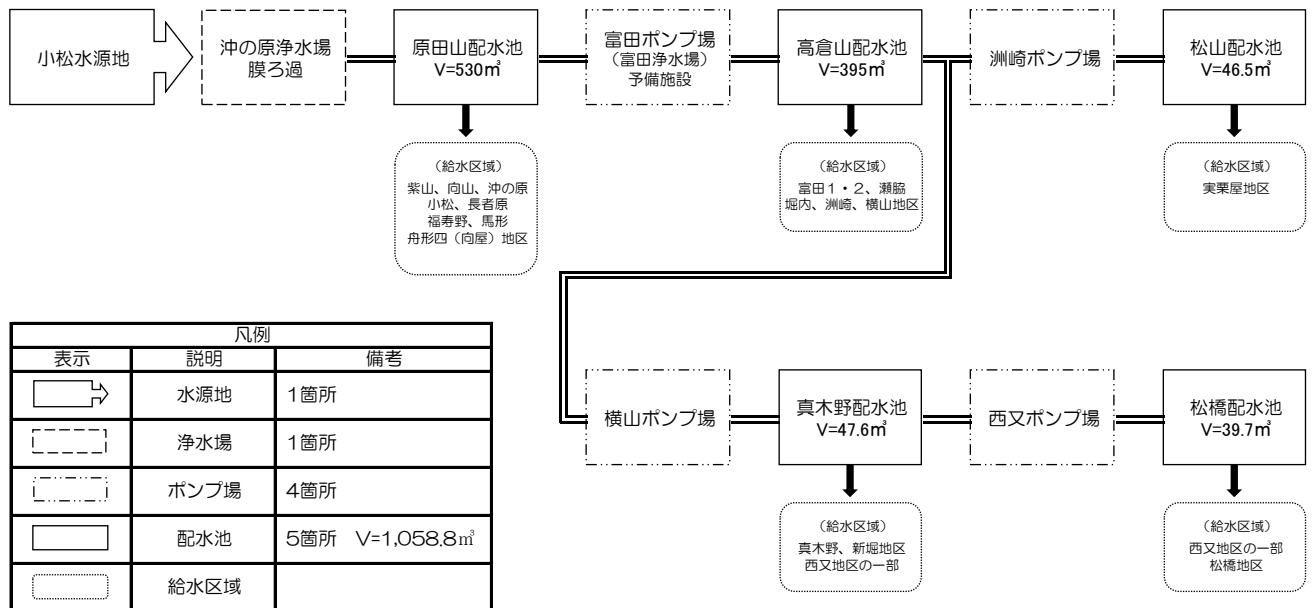 小松水源地
沖の原浄水場
膜ろ過
原田山配水池
V=530㎥
富田ポンプ場
（富田浄水場）
予備施設
高倉山配水池
V=395㎥
洲崎ポンプ場
松山配水池
V=46.5㎥
（給水区域）
紫山、向山、沖の原
小松、長者原
福寿野、馬形
舟形四（向屋）地区
（給水区域）
富田１・２、瀬脇
堀内、洲崎、横山地区
（給水区域）
実栗屋地区
横山ポンプ場
真木野配水池
V=47.6㎥
西又ポンプ場
松橋配水池
V=39.7㎥
（給水区域）
真木野、新堀地区
西又地区の一部
（給水区域）
西又地区の一部
松橋地区
凡例
表示 説明 備考
水源地 1箇所
浄水場 1箇所
ポンプ場 4箇所
配水池 5箇所 V=1,058.8㎥
給水区域